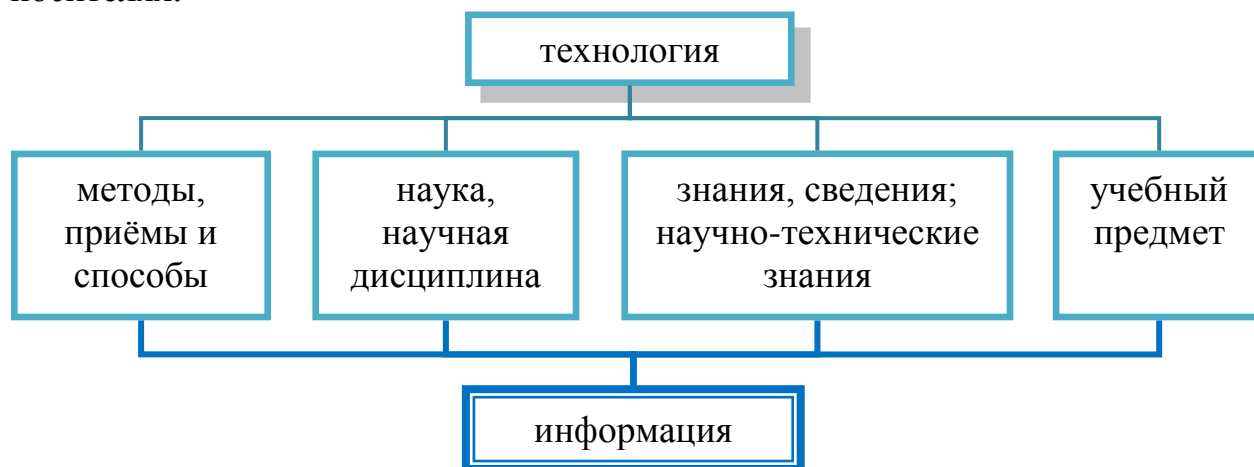 технология
методы,
приёмы и
способы
наука,
научная
дисциплина
знания, сведения;
научно-технические
знания
учебный
предмет
информация